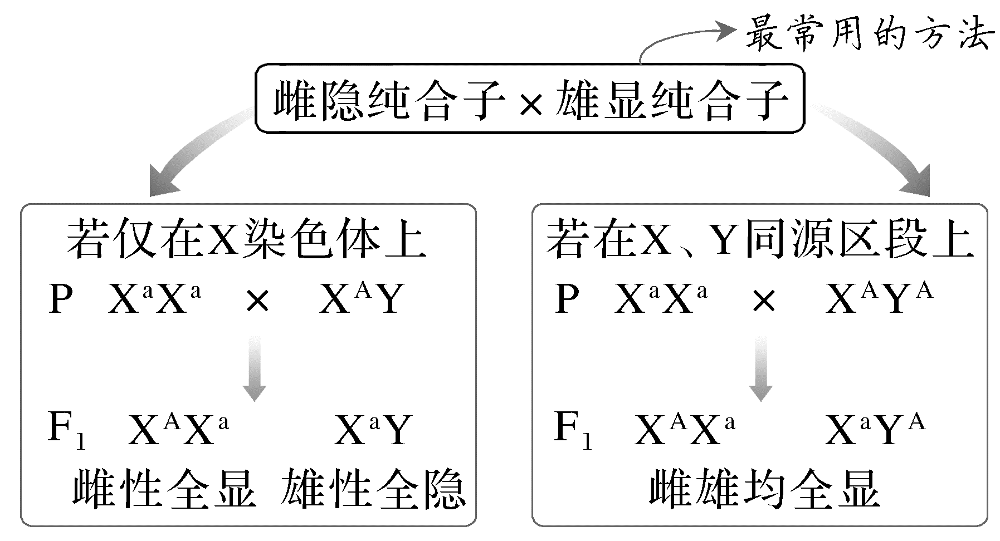 最常用的方法
雌隐纯合子×雄显纯合子
若仅在X染色体上
P XᵃXᵃ × XᴬY
F₁ XᴬXᵃ XᵃY
雌性全显 雄性全隐
若在X、Y同源区段上
P XᵃXᵃ × XᴬYᴬ
F₁ XᴬXᵃ XᵃYᴬ
雌雄均全显